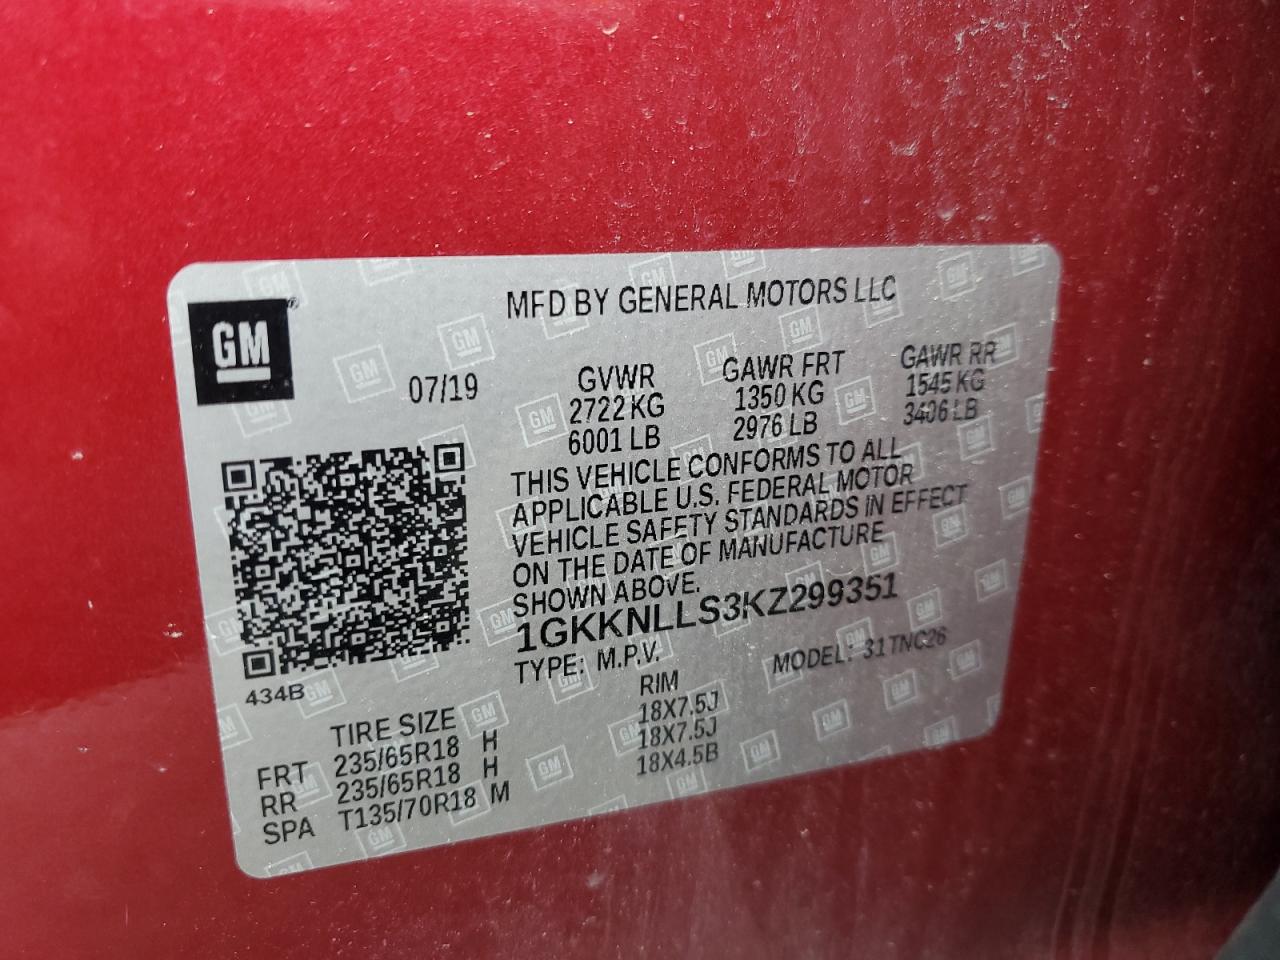 GM
MFD BY GENERAL MOTORS LLC
07/19
GVWR GAWR FRT GAWR RR
2722 KG 1350 KG 1545 KG
6001 LB 2976 LB 3406 LB
THIS VEHICLE CONFORMS TO ALL
APPLICABLE U.S. FEDERAL MOTOR
VEHICLE SAFETY STANDARDS IN EFFECT
ON THE DATE OF MANUFACTURE
SHOWN ABOVE.
1GKKNLLS3KZ299351
TYPE: M.P.V. MODEL: 31TNC26
434B
TIRE SIZE RIM
FRT 235/65R18 H 18X7.5J
RR 235/65R18 H 18X7.5J
SPA T135/70R18 M 18X4.5B